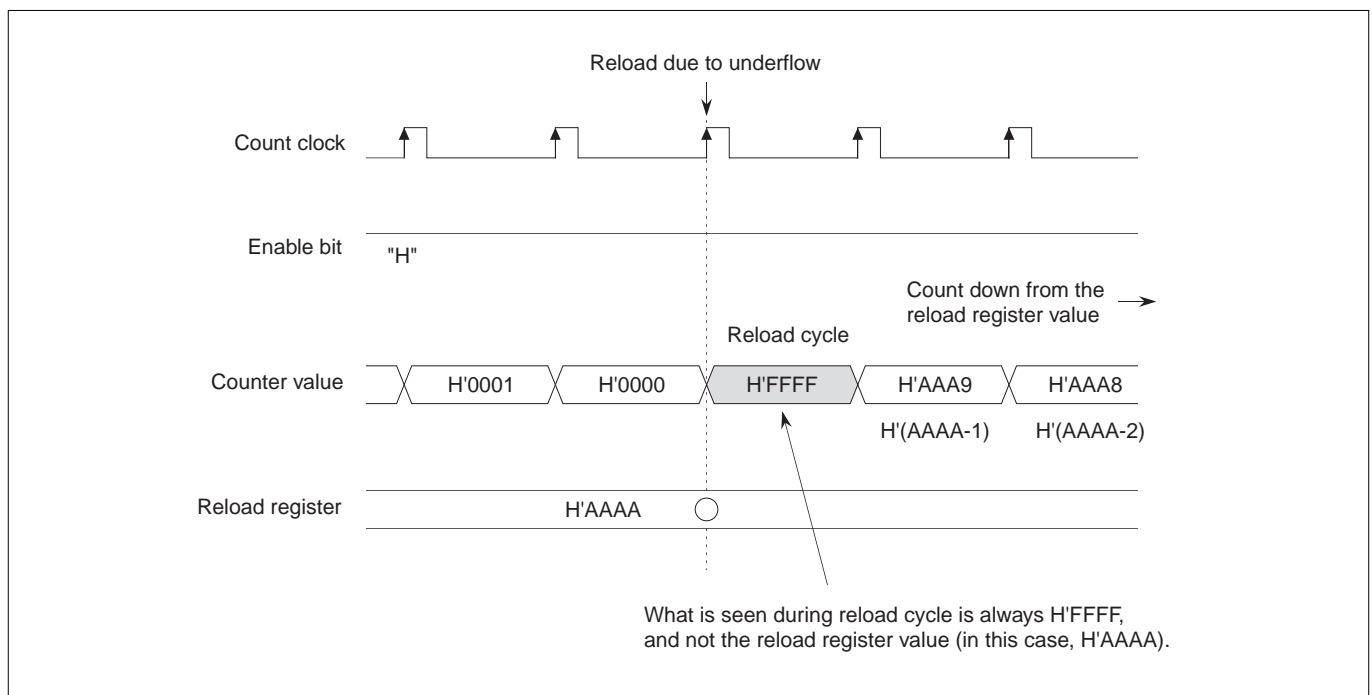 Reload due to underflow
Count clock
Enable bit
"H"
Count down from the
reload register value
Reload cycle
Counter value
H'0001
H'0000
H'FFFF
H'AAA9
H'AAA8
H'(AAAA-1)
H'(AAAA-2)
Reload register
H'AAAA
What is seen during reload cycle is always H'FFFF,
and not the reload register value (in this case, H'AAAA).